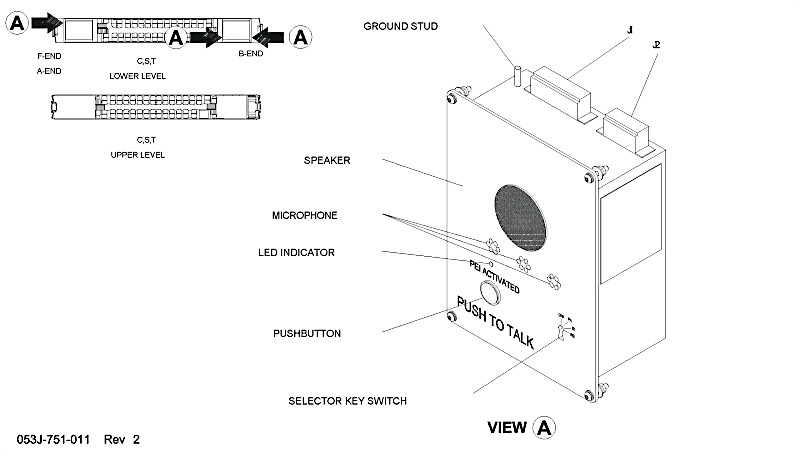 A
A
A
F-END
A-END
C,S,T
LOWER LEVEL
B-END
C,S,T
UPPER LEVEL
GROUND STUD
J1
J2
SPEAKER
MICROPHONE
LED INDICATOR
PEI ACTIVATED
PUSHBUTTON
PUSH TO TALK
SELECTOR KEY SWITCH
VIEW A
053J-751-011 Rev 2